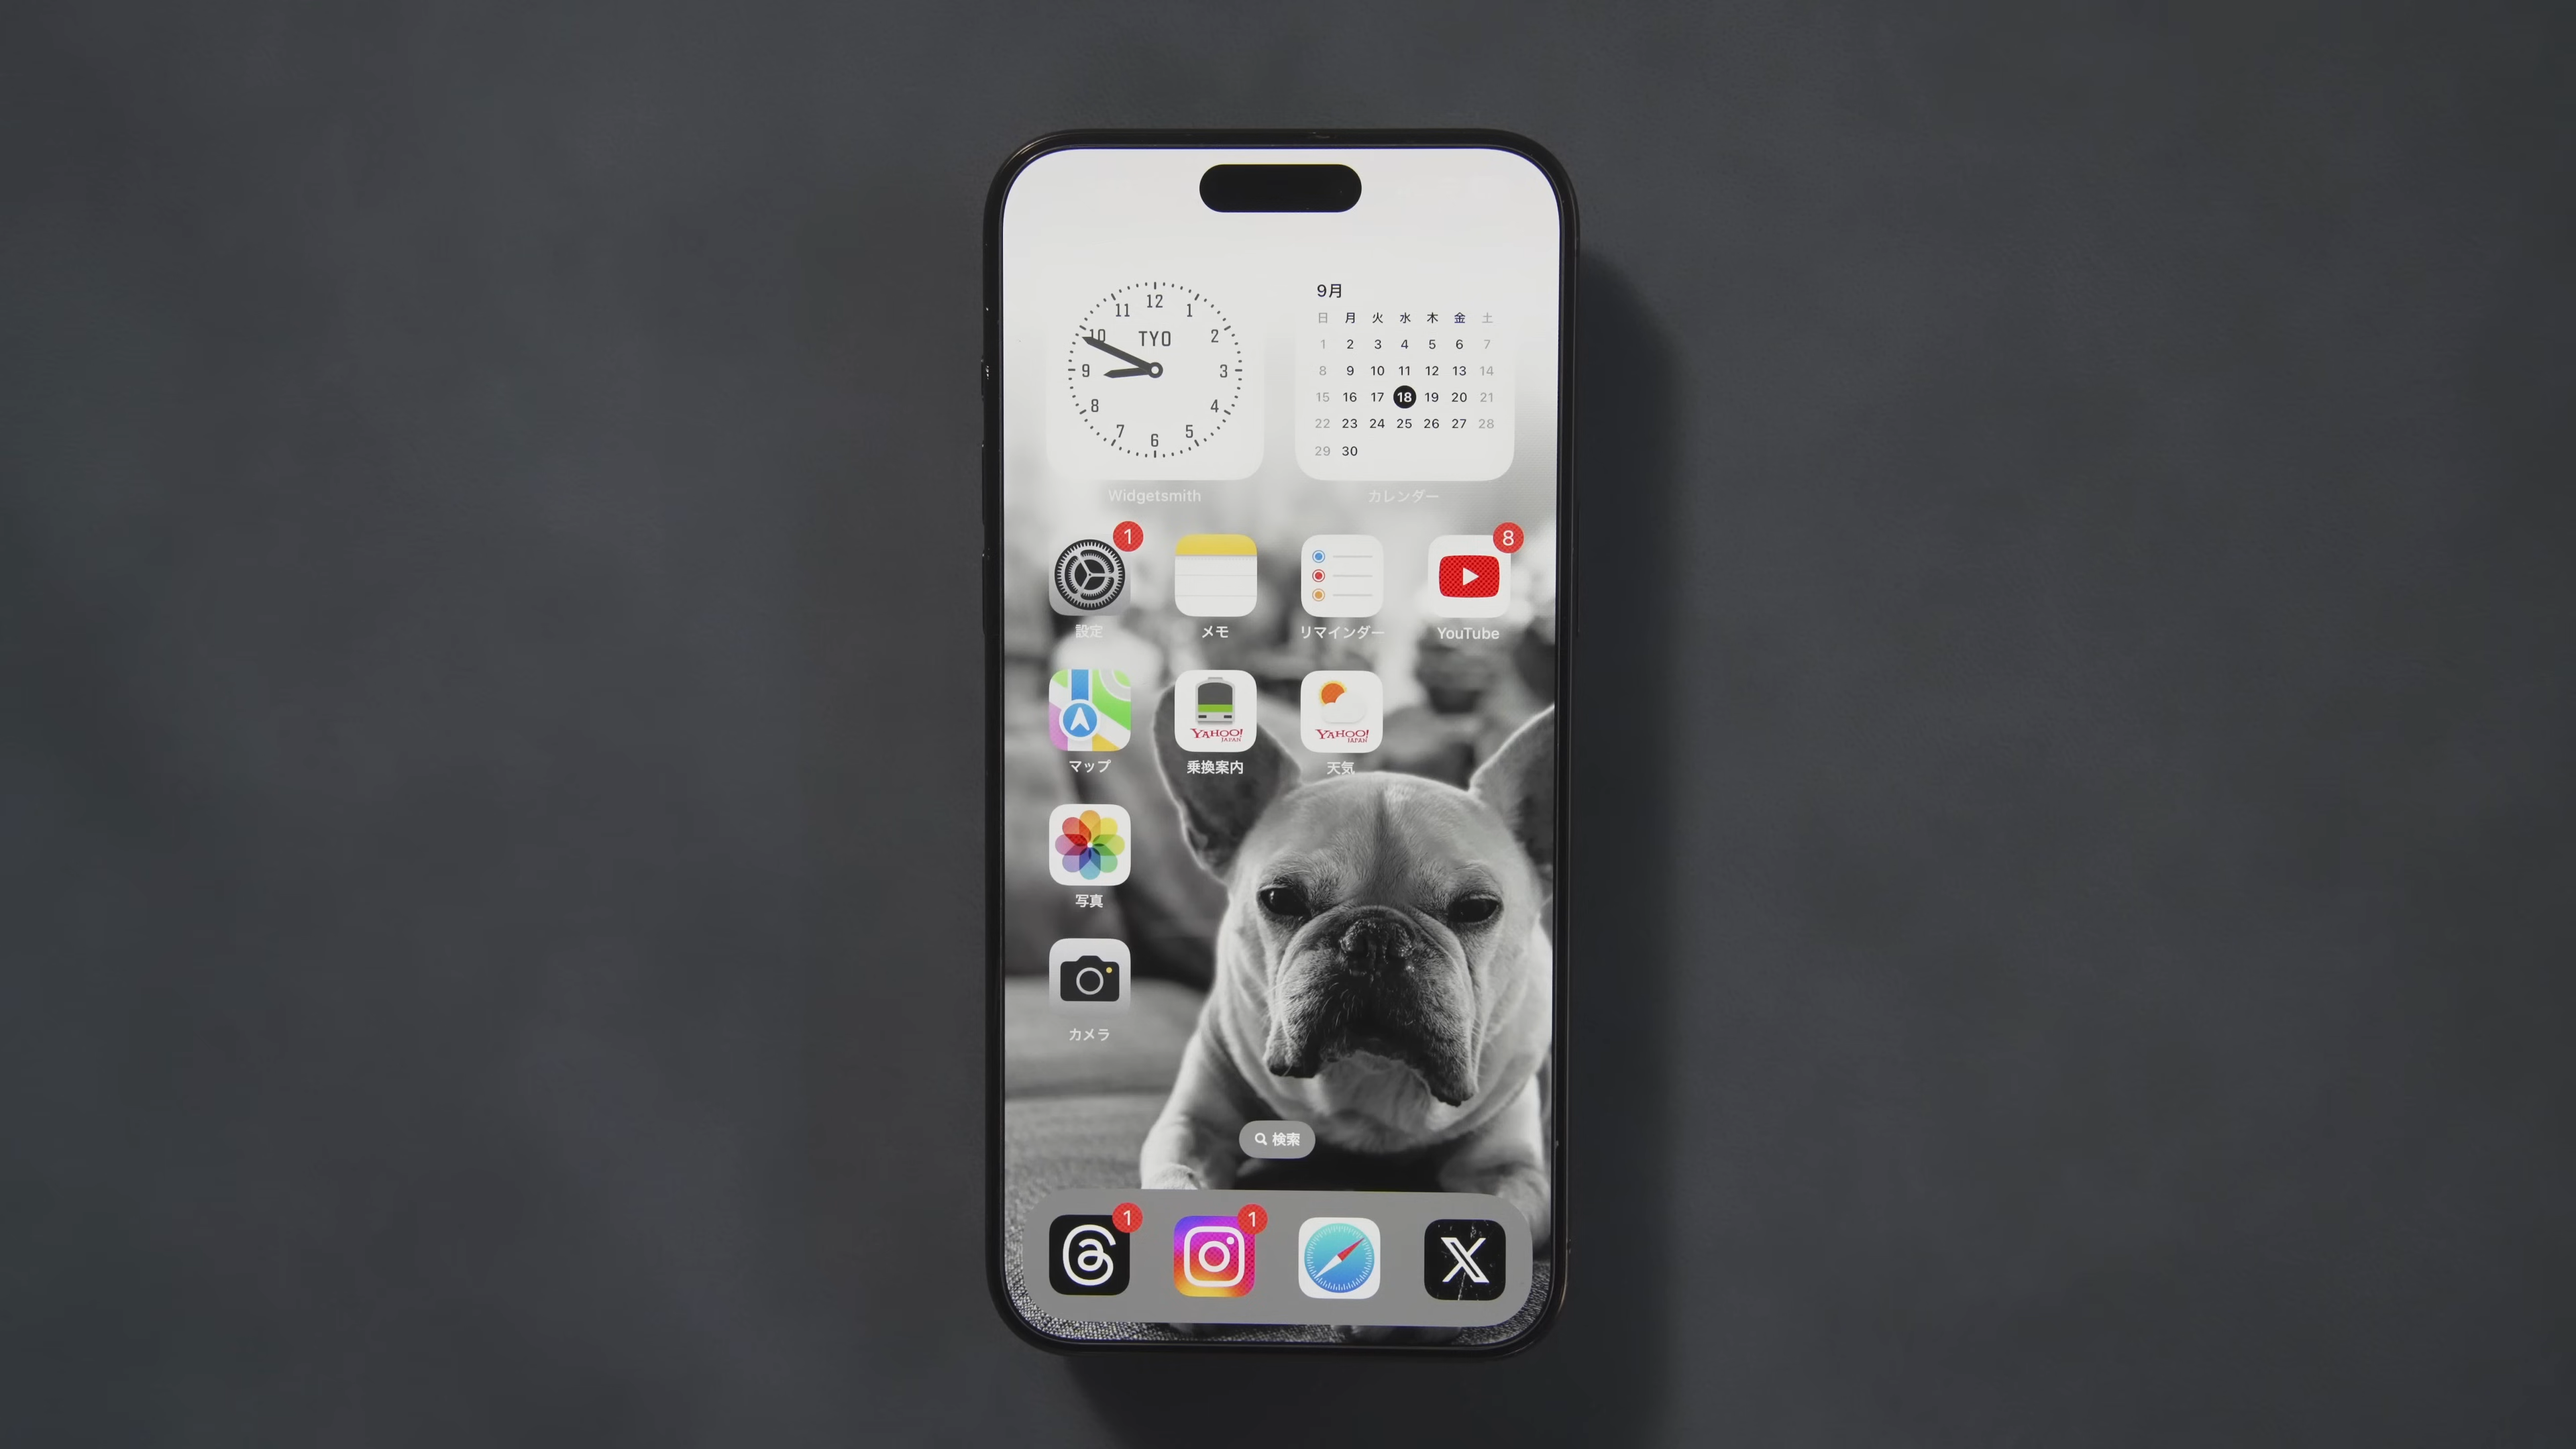 12
11 1
10 TYO 2
9 3
8 4
7 5
6
9月
日 月 火 水 木 金 土
1 2 3 4 5 6 7
8 9 10 11 12 13 14
15 16 17 18 19 20 21
22 23 24 25 26 27 28
29 30
Widgetsmith カレンダー
1 8
設定 メモ リマインダー YouTube
YAHOO! JAPAN YAHOO! JAPAN
マップ 乗換案内 天気
写真
カメラ
検索
1 1